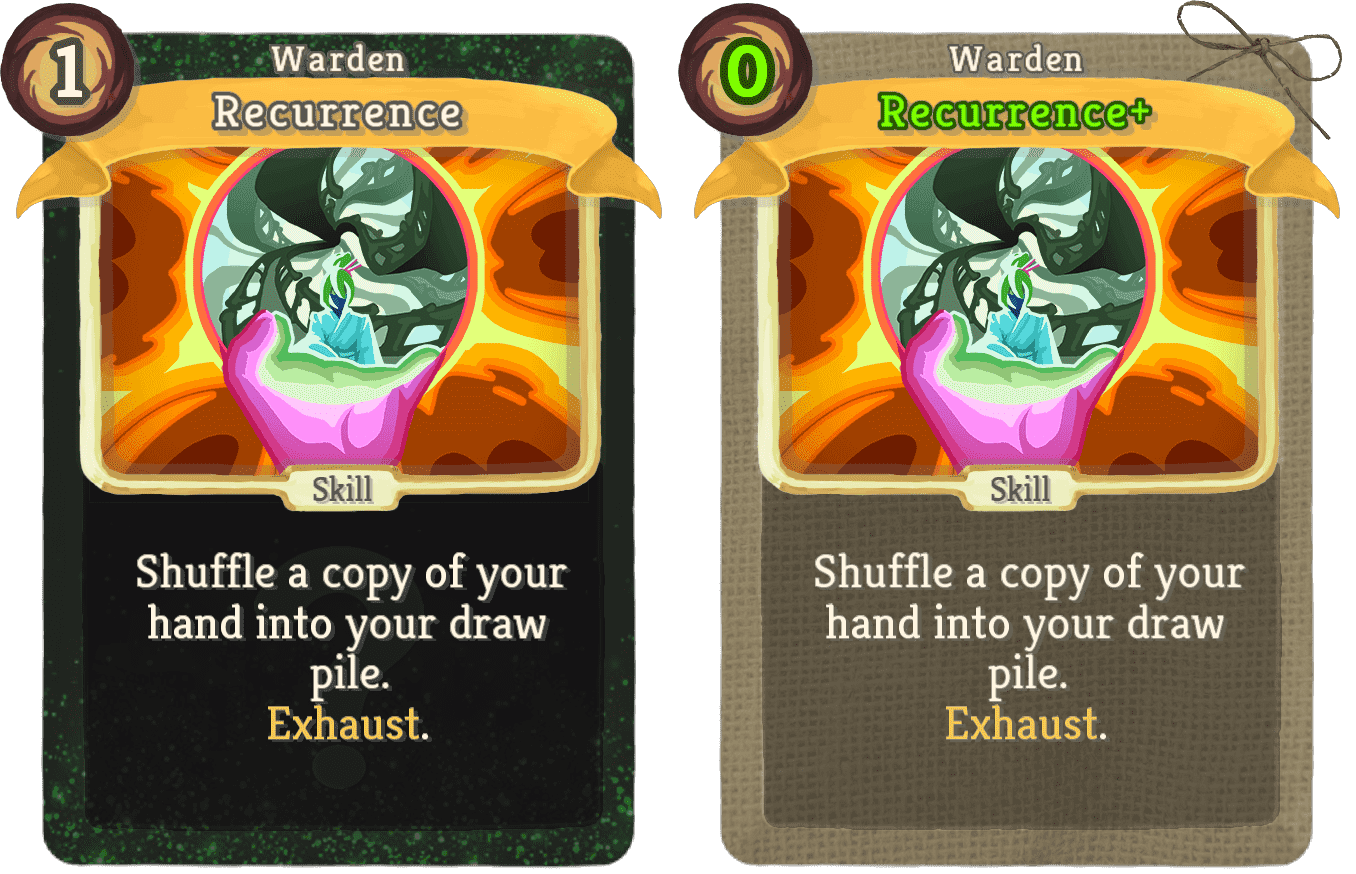 1
Warden
Recurrence
Skill
Shuffle a copy of your
hand into your draw
pile.
Exhaust.
0
Warden
Recurrence+
Skill
Shuffle a copy of your
hand into your draw
pile.
Exhaust.